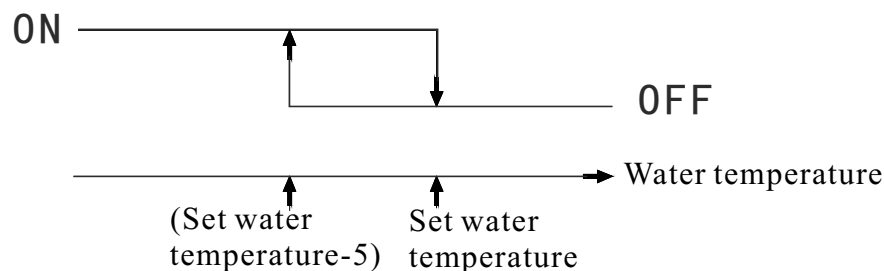 ON
OFF
Water temperature
(Set water
temperature-5)
Set water
temperature